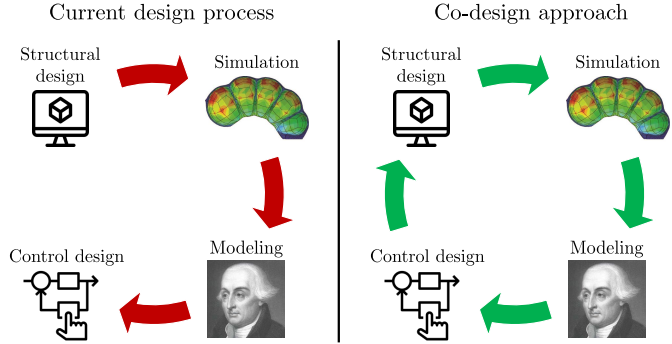 Current design process
Structural
design
Simulation
Control design
Modeling
Co-design approach
Structural
design
Simulation
Control design
Modeling